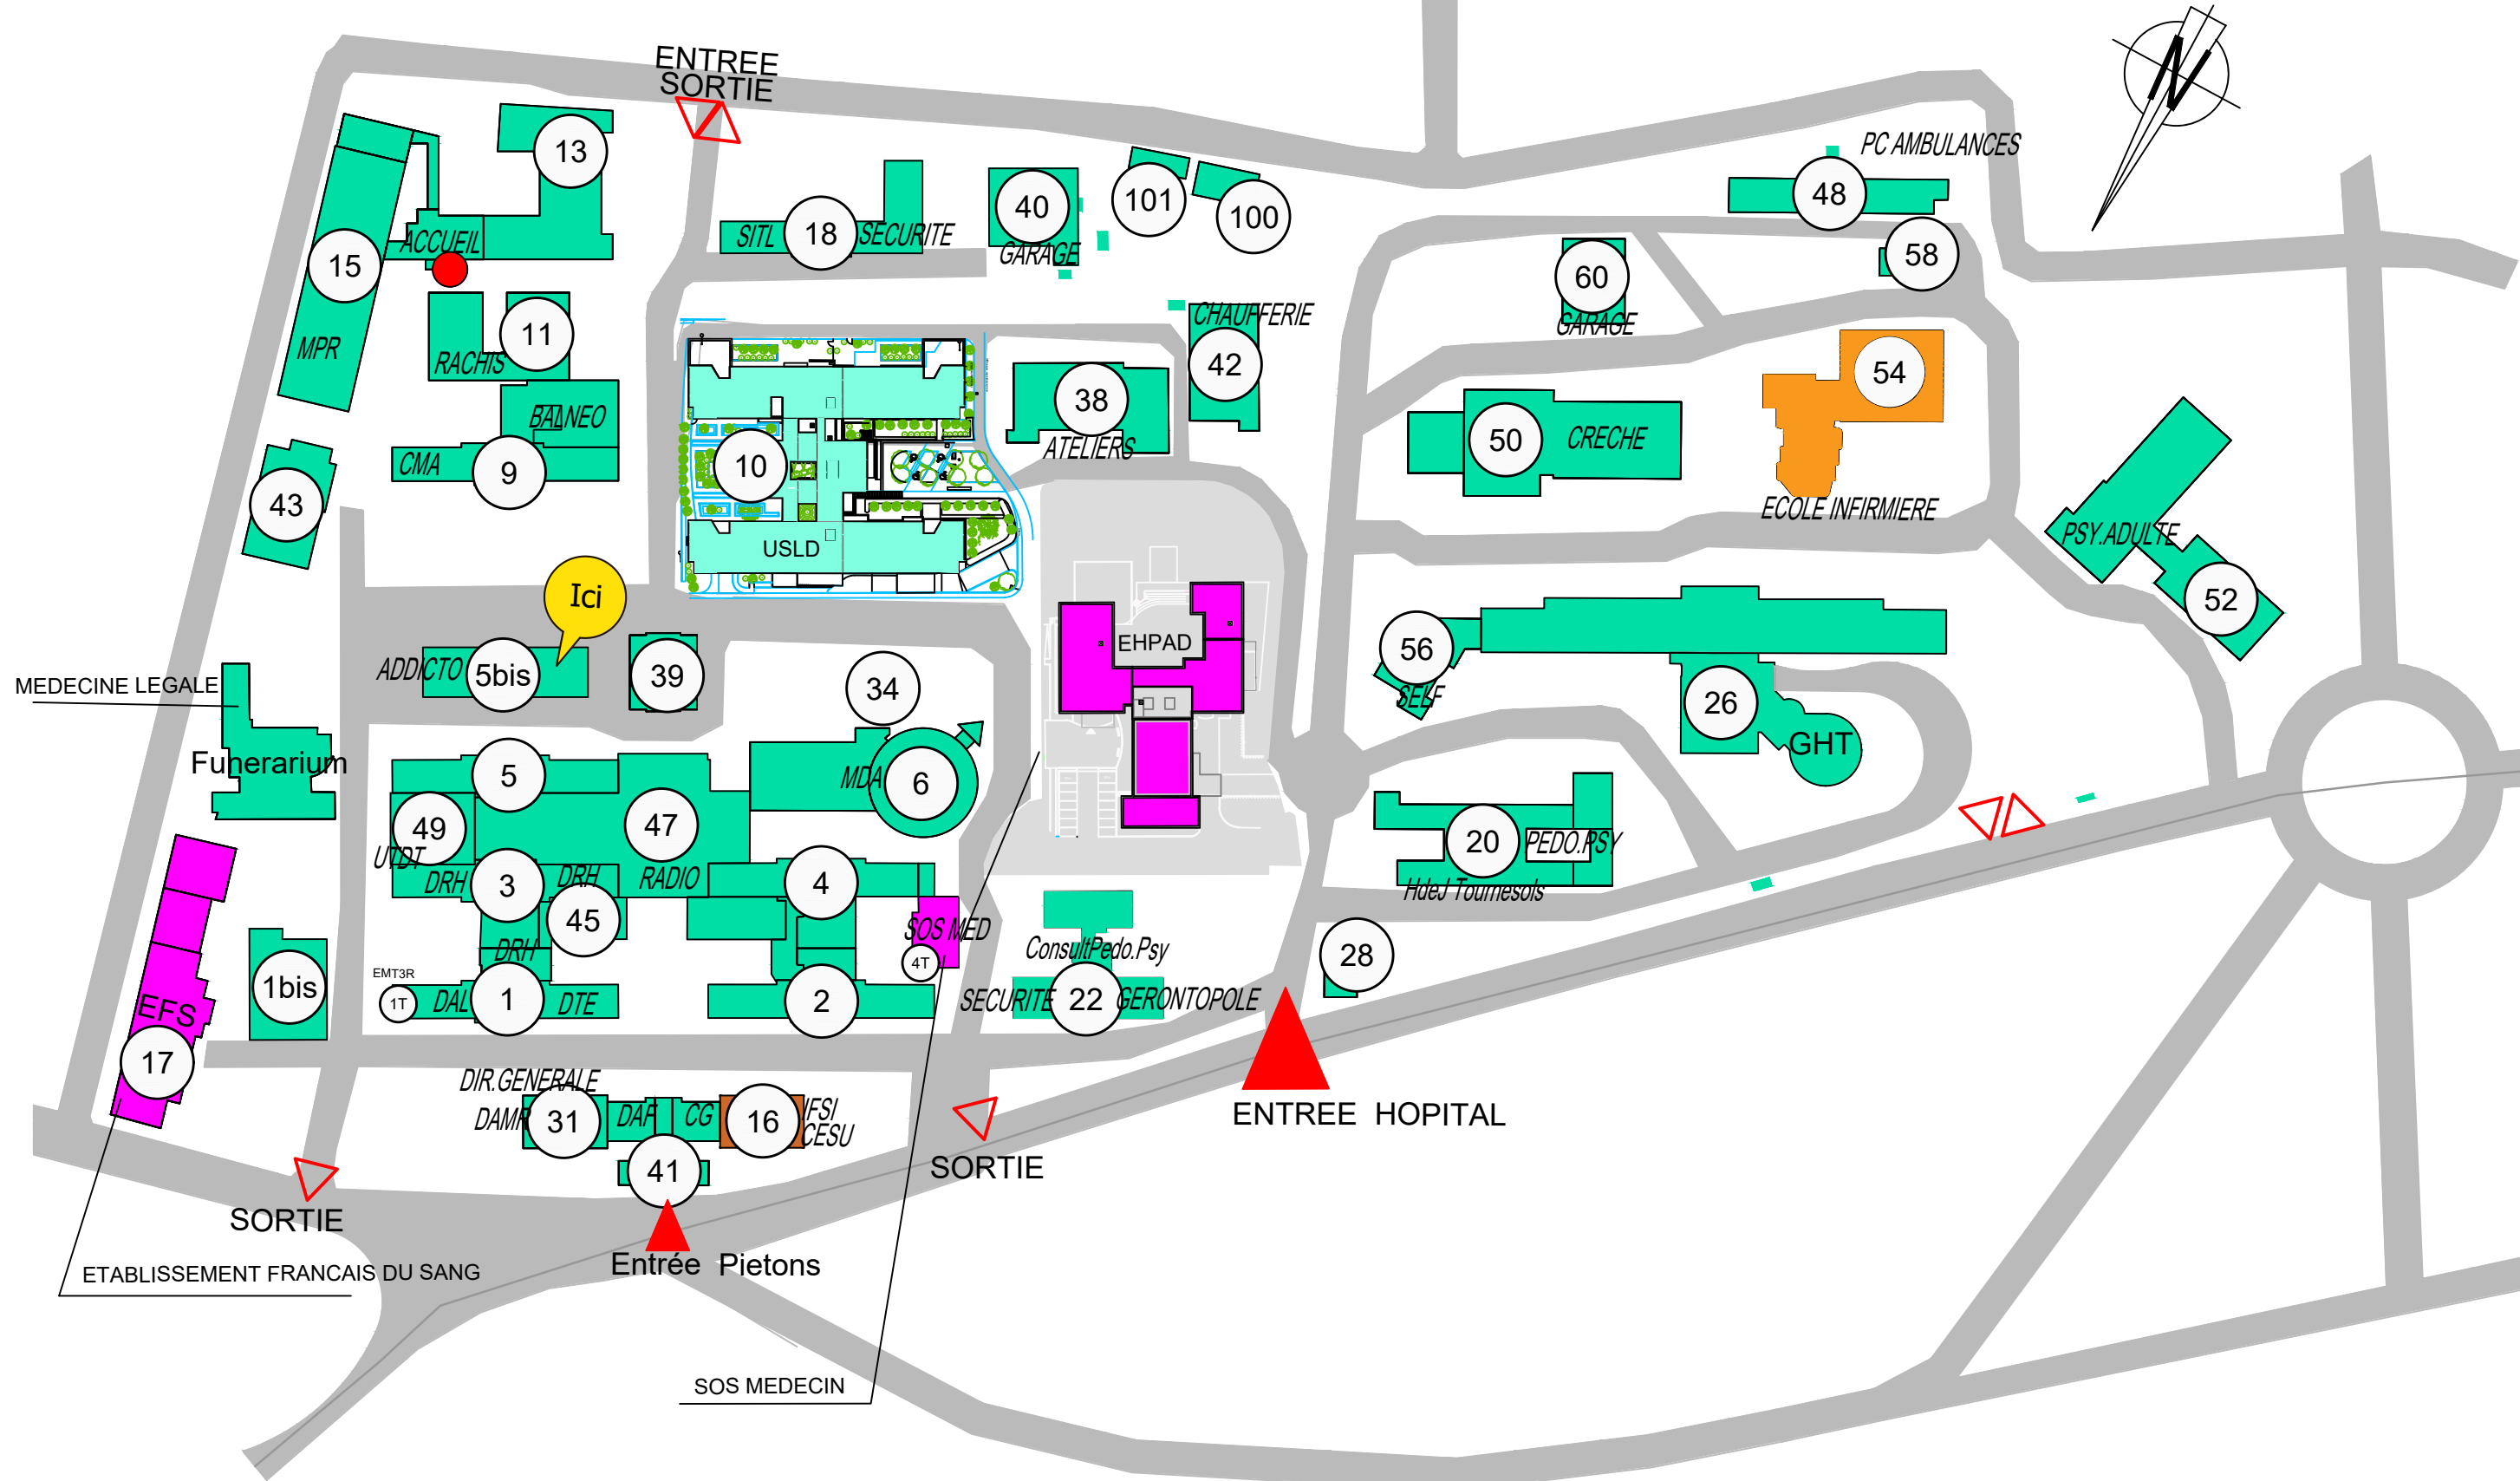 ENTREE
SORTIE
N
PC AMBULANCES
13
48
101
40
100
18
SITL
SECURITE
ACCUEIL
GARAGE
58
15
60
GARAGE
CHAUFFERIE
11
MPR
RACHIS
42
54
38
BALNEO
ATELIERS
50
CRECHE
CMA
9
10
43
ECOLE INFIRMIERE
PSY.ADULTE
USLD
Ici
52
EHPAD
ADDICTO
5bis
39
56
SELF
MEDECINE LEGALE
34
26
GHT
Funerarium
5
MDA
6
49
47
20
PEDO.PSY
UTDT
DRH
3
DRH
RADIO
4
HdeJ Tournesols
45
SOS MED
DRH
ConsultPedo.Psy
28
4T
EMT3R
1bis
1T
DAL
1
DTE
2
SECURITE
22
GERONTOPOLE
EFS
17
DIR.GENERALE
DAMR
31
DAF
CG
16
IFSI
CESU
ENTREE HOPITAL
41
SORTIE
SORTIE
Entrée Pietons
ETABLISSEMENT FRANCAIS DU SANG
SOS MEDECIN